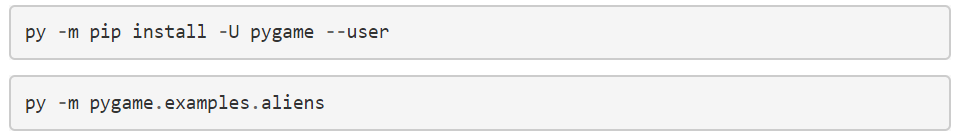 py -m pip install -U pygame --user
py -m pygame.examples.aliens